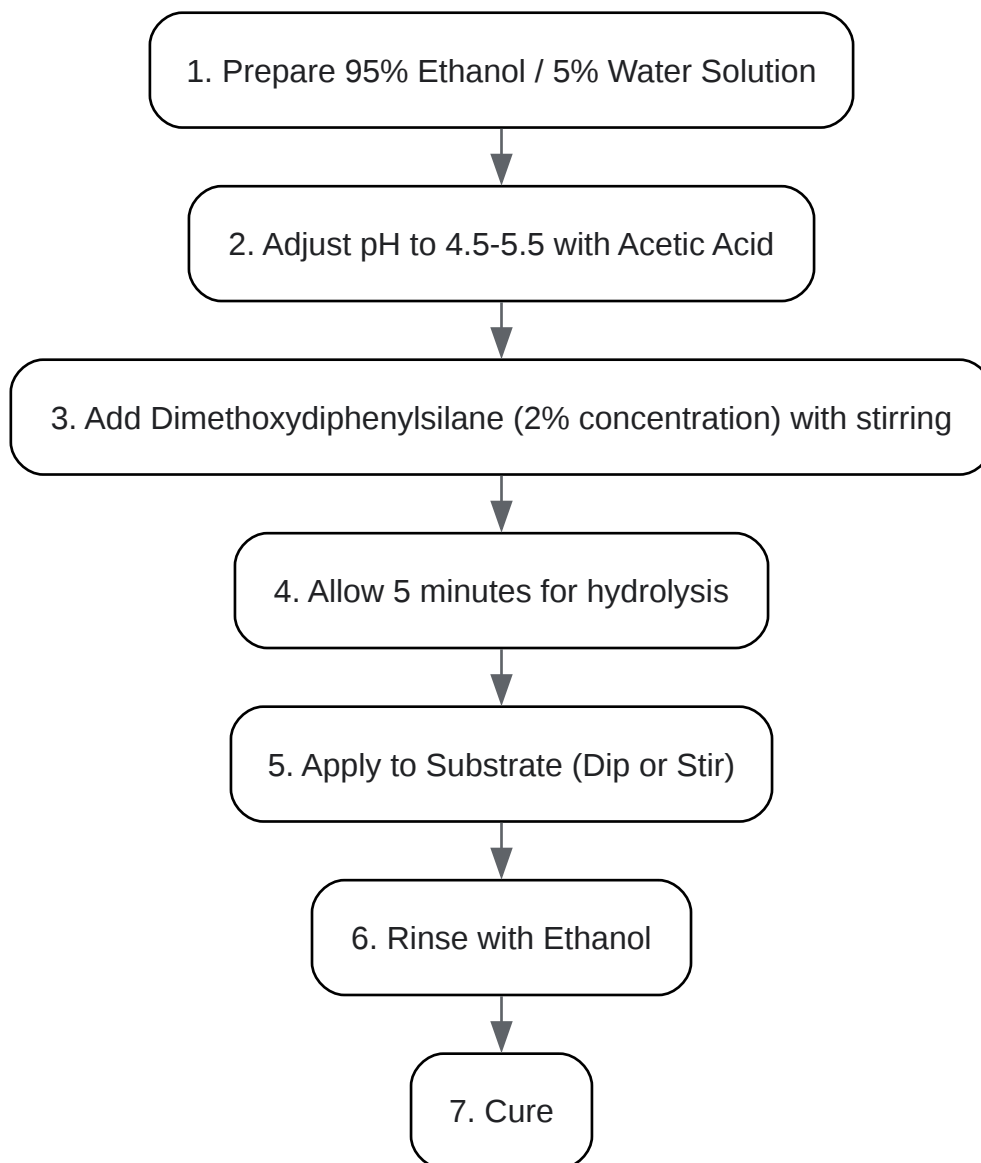 1. Prepare 95% Ethanol / 5% Water Solution
2. Adjust pH to 4.5-5.5 with Acetic Acid
3. Add Dimethoxydiphenylsilane (2% concentration) with stirring
4. Allow 5 minutes for hydrolysis
5. Apply to Substrate (Dip or Stir)
6. Rinse with Ethanol
7. Cure